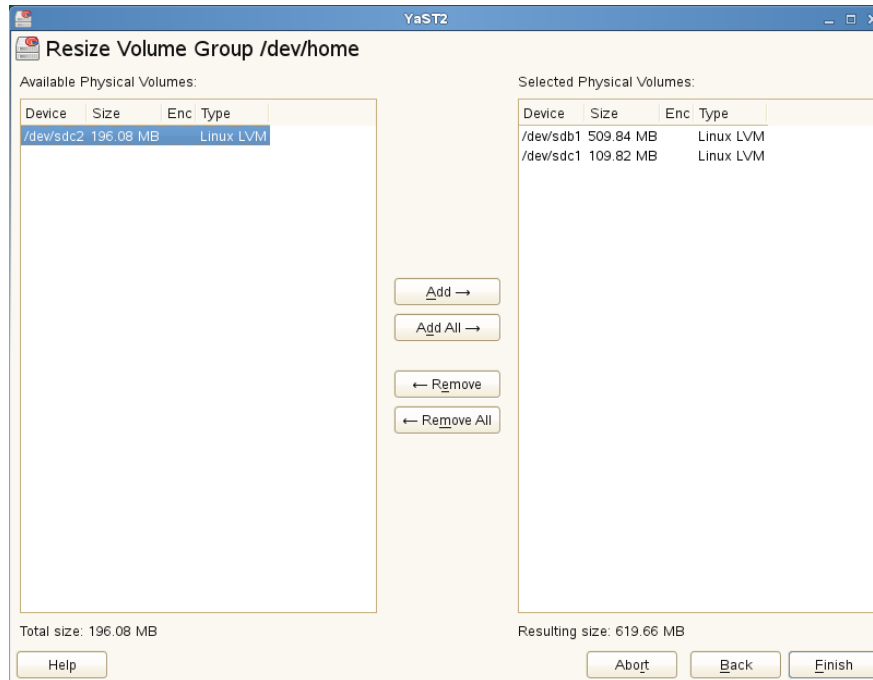 YaST2
Resize Volume Group /dev/home
Available Physical Volumes:
Device Size Enc Type
/dev/sdc2 196.08 MB Linux LVM
Total size: 196.08 MB
Add →
Add All →
← Remove
← Remove All
Selected Physical Volumes:
Device Size Enc Type
/dev/sdb1 509.84 MB Linux LVM
/dev/sdc1 109.82 MB Linux LVM
Resulting size: 619.66 MB
Help Abort Back Finish